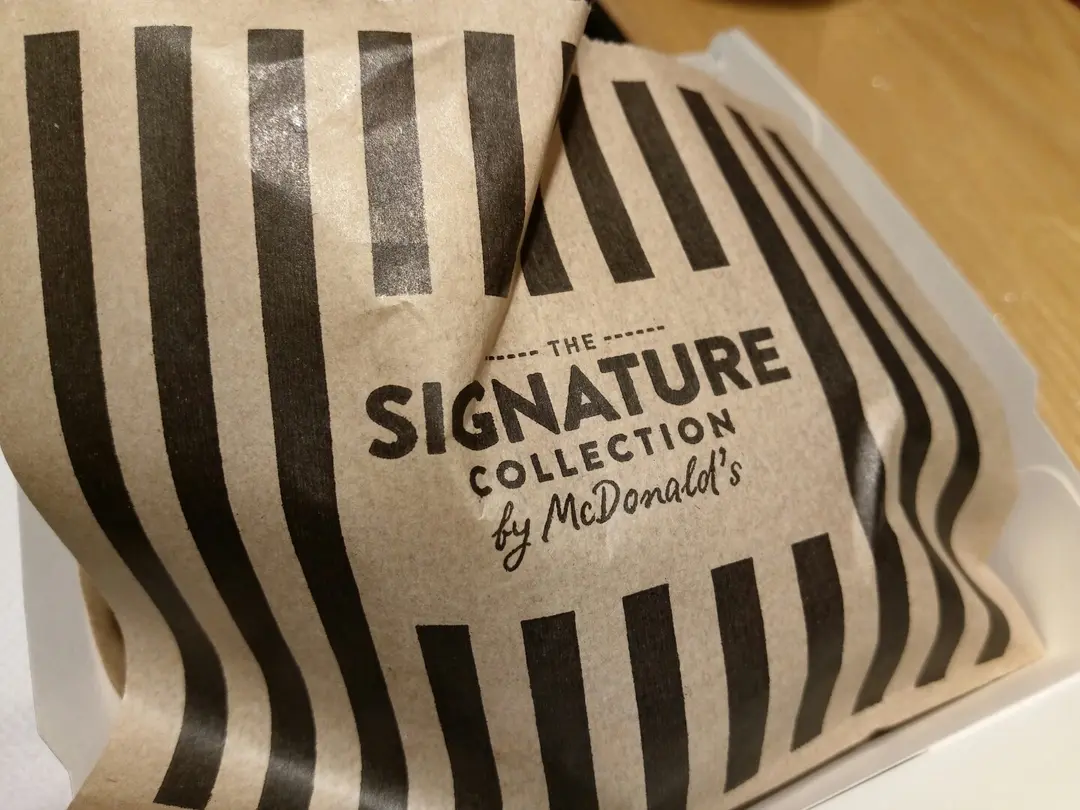 THE
SIGNATURE
COLLECTION
by McDonald's